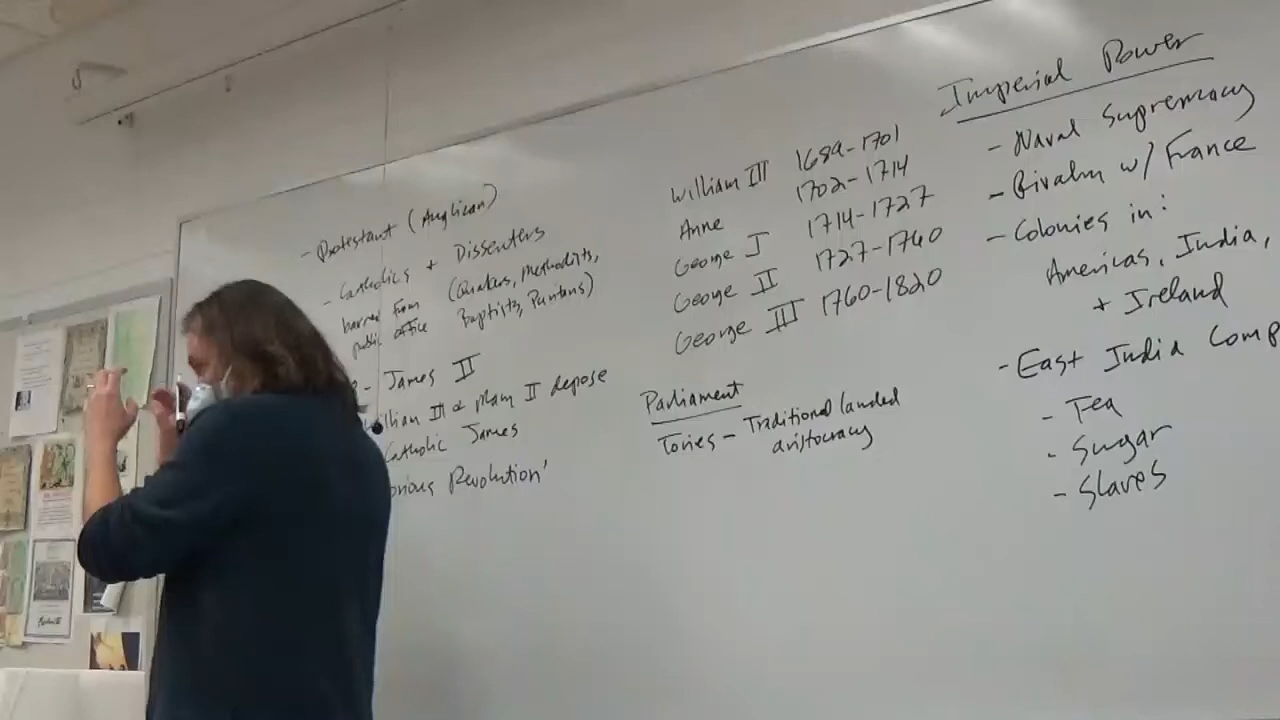 - Protestant (Anglican)
- Catholics + Dissenters
barred from (Quakers, Methodists,
public office Baptists, Puritans)
- James II
William III & Mary II depose
Catholic James
Revolution'
William III 1689-1701
Anne 1702-1714
George I 1714-1727
George II 1727-1760
George III 1760-1820
Parliament
Tories - Traditional landed
aristocracy
Imperial Power
- Naval Supremacy
- Rivalry w/ France
- Colonies in:
Americas, India,
+ Ireland
- East India Comp
- Tea
- Sugar
- Slaves